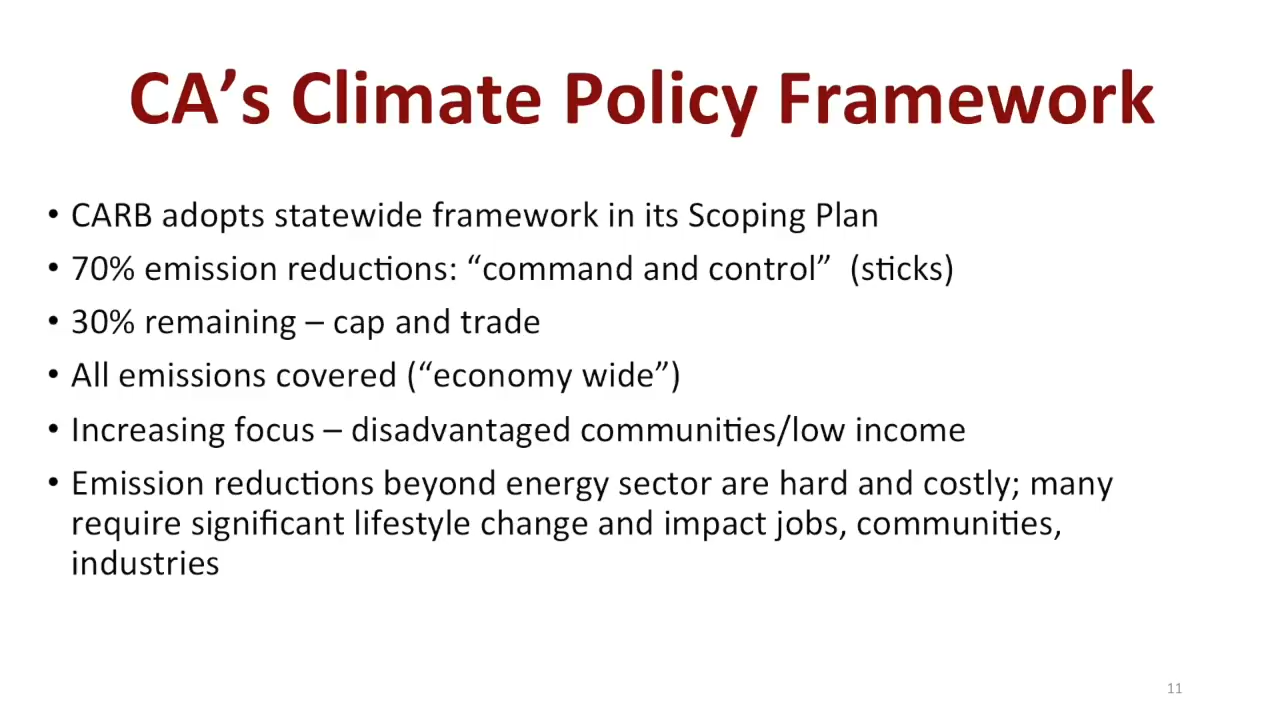 CA’s Climate Policy Framework
• CARB adopts statewide framework in its Scoping Plan
• 70% emission reductions: “command and control”  (sticks)
• 30% remaining – cap and trade
• All emissions covered (“economy wide”)
• Increasing focus – disadvantaged communities/low income
• Emission reductions beyond energy sector are hard and costly; many
require significant lifestyle change and impact jobs, communities,
industries
11